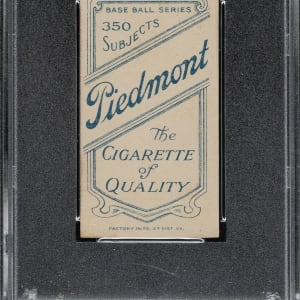 BASE BALL SERIES
350
SUBJECTS
Piedmont
The
CIGARETTE
of
QUALITY
FACTORY No 25, 2nd DIST. VA.